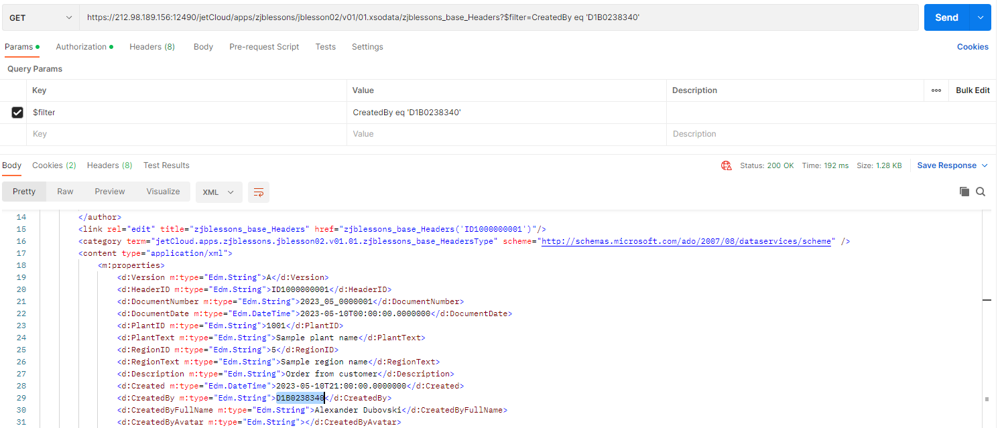 GET https://212.98.189.156:12490/jetCloud/apps/zjblessons/jblesson02/v01/01.xsodata/zjblessons_base_Headers?$filter=CreatedBy eq 'D1B0238340' Send
Params Authorization Headers (8) Body Pre-request Script Tests Settings Cookies
Query Params
Key Value Description ooo Bulk Edit
$filter CreatedBy eq 'D1B0238340'
Key Value Description
Body Cookies (2) Headers (8) Test Results Status: 200 OK Time: 192 ms Size: 1.28 KB Save Response
Pretty Raw Preview Visualize XML
14 </author>
15 <link rel="edit" title="zjblessons_base_Headers" href="zjblessons_base_Headers('ID1000000001')"/>
16 <category term="jetCloud.apps.zjblessons.jblesson02.v01.01.zjblessons_base_HeadersType" scheme="http://schemas.microsoft.com/ado/2007/08/dataservices/scheme" />
17 <content type="application/xml">
18 <m:properties>
19 <d:Version m:type="Edm.String">A</d:Version>
20 <d:HeaderID m:type="Edm.String">ID1000000001</d:HeaderID>
21 <d:DocumentNumber m:type="Edm.String">2023_05_0000001</d:DocumentNumber>
22 <d:DocumentDate m:type="Edm.DateTime">2023-05-10T00:00:00.0000000</d:DocumentDate>
23 <d:PlantID m:type="Edm.String">1001</d:PlantID>
24 <d:PlantText m:type="Edm.String">Sample plant name</d:PlantText>
25 <d:RegionID m:type="Edm.String">5</d:RegionID>
26 <d:RegionText m:type="Edm.String">Sample region name</d:RegionText>
27 <d:Description m:type="Edm.String">Order from customer</d:Description>
28 <d:Created m:type="Edm.DateTime">2023-05-10T21:00:00.0000000</d:Created>
29 <d:CreatedBy m:type="Edm.String">D1B0238340</d:CreatedBy>
30 <d:CreatedByFullName m:type="Edm.String">Alexander Dubovski</d:CreatedByFullName>
31 <d:CreatedByAvatar m:type="Edm.String"></d:CreatedByAvatar>